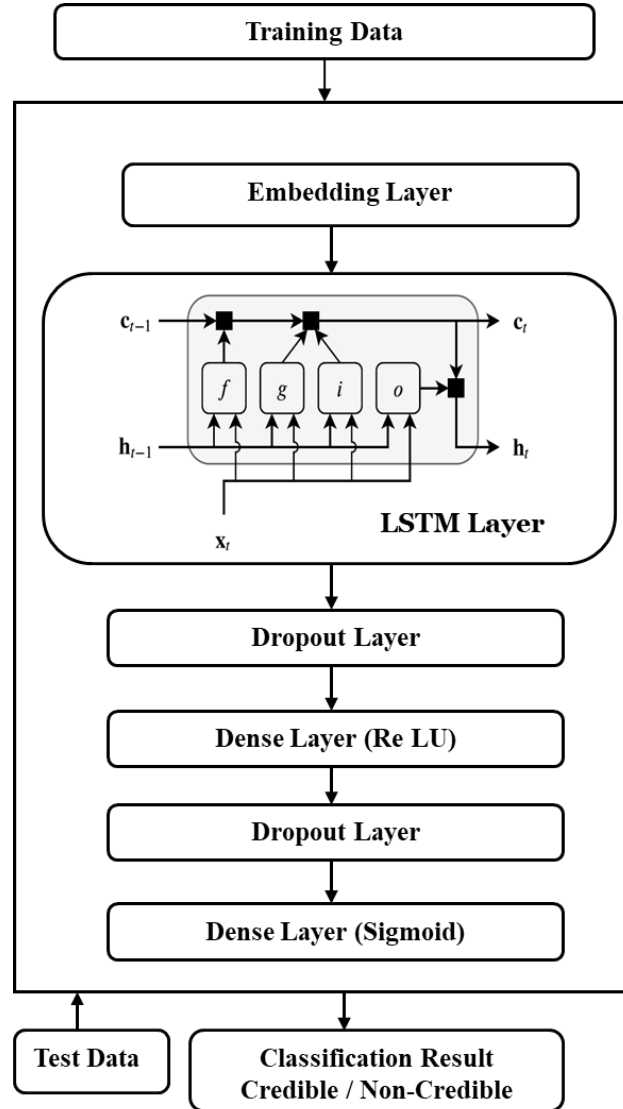 Training Data
Embedding Layer
c_{t−1}
c_t
f g i o
h_{t−1}
h_t
x_t
LSTM Layer
Dropout Layer
Dense Layer (Re LU)
Dropout Layer
Dense Layer (Sigmoid)
Test Data
Classification Result
Credible / Non-Credible